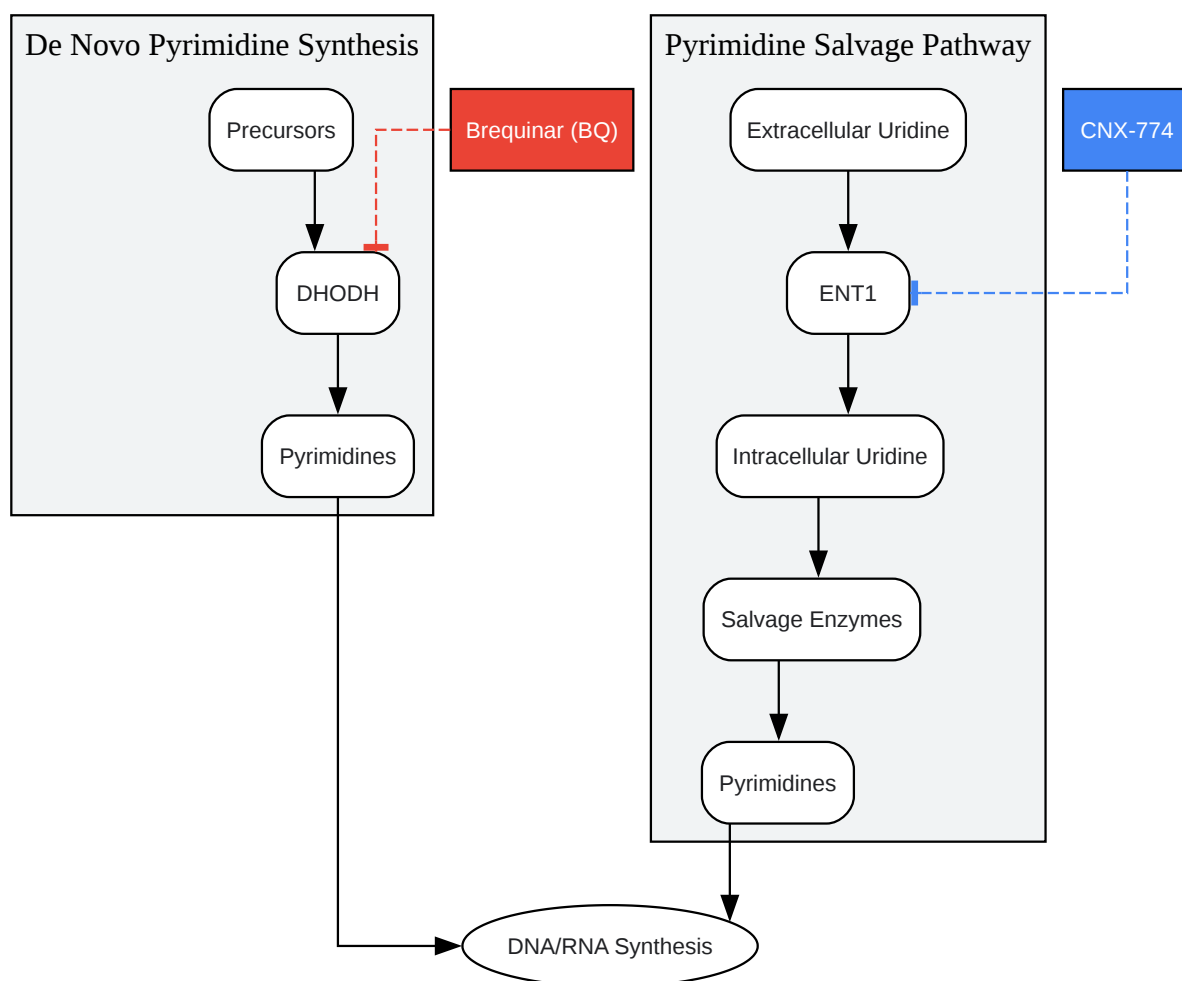 De Novo Pyrimidine Synthesis
Precursors
DHODH
Pyrimidines
Brequinar (BQ)
Pyrimidine Salvage Pathway
Extracellular Uridine
ENT1
Intracellular Uridine
Salvage Enzymes
Pyrimidines
CNX-774
DNA/RNA Synthesis